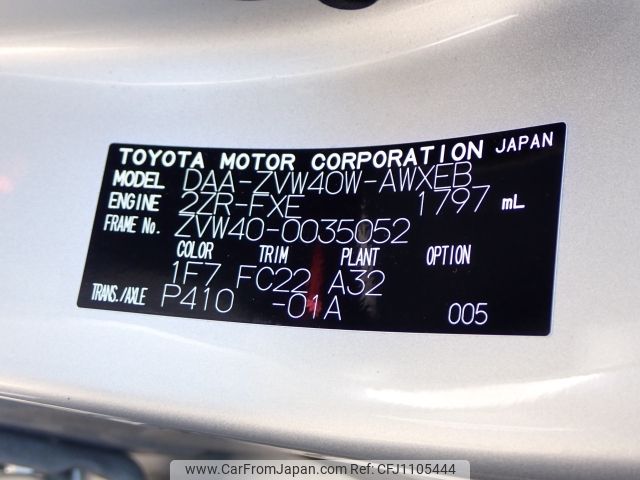 TOYOTA MOTOR CORPORATION JAPAN
MODEL DAA-ZVW40W-AWXEB
ENGINE 2ZR-FXE 1797 mL
FRAME No. ZVW40-0035052
COLOR TRIM PLANT OPTION
1F7 FC22 A32
TRANS./AXLE P410 -01A 005
www.CarFromJapan.com | Ref No.CFJ1105444